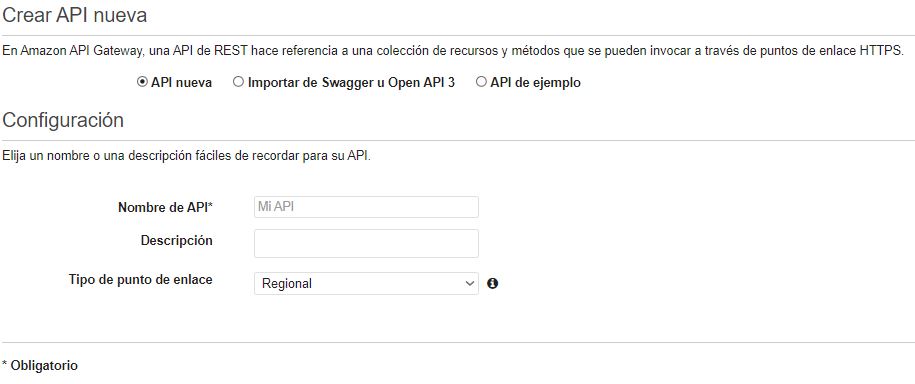 Crear API nueva
En Amazon API Gateway, una API de REST hace referencia a una colección de recursos y métodos que se pueden invocar a través de puntos de enlace HTTPS.
API nueva Importar de Swagger u Open API 3 API de ejemplo
Configuración
Elija un nombre o una descripción fáciles de recordar para su API.
Nombre de API* Mi API
Descripción
Tipo de punto de enlace Regional
* Obligatorio